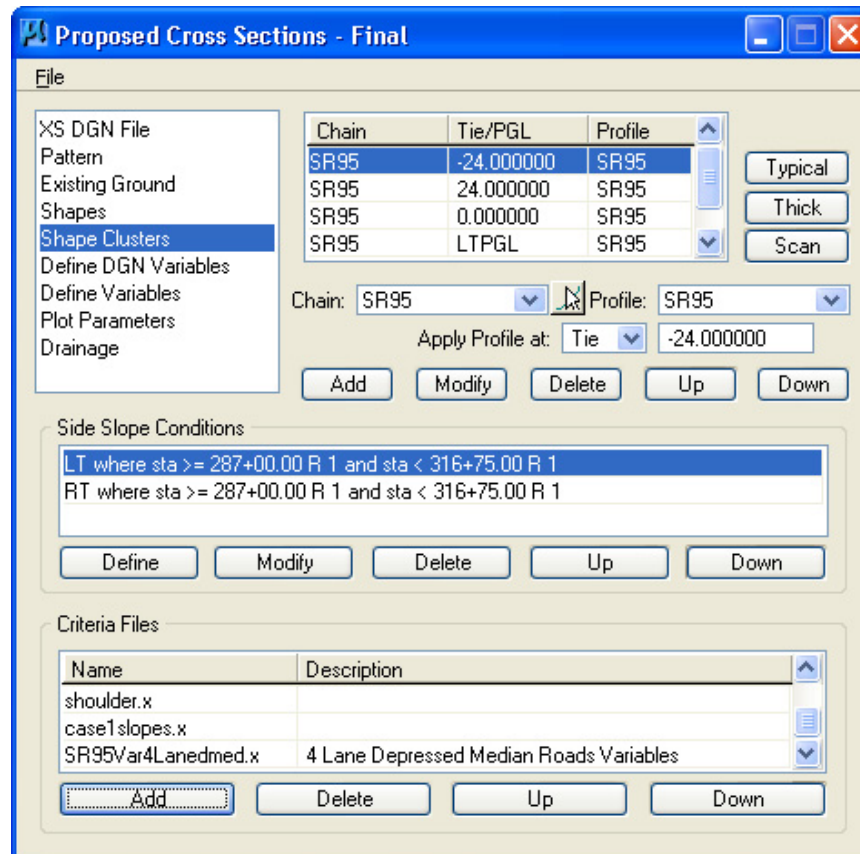 Proposed Cross Sections - Final
File
XS DGN File
Pattern
Existing Ground
Shapes
Shape Clusters
Define DGN Variables
Define Variables
Plot Parameters
Drainage
Chain Tie/PGL Profile
SR95 -24.000000 SR95
SR95 24.000000 SR95
SR95 0.000000 SR95
SR95 LTPGL SR95
Typical
Thick
Scan
Chain: SR95 Profile: SR95
Apply Profile at: Tie -24.000000
Add Modify Delete Up Down
Side Slope Conditions
LT where sta >= 287+00.00 R 1 and sta < 316+75.00 R 1
RT where sta >= 287+00.00 R 1 and sta < 316+75.00 R 1
Define Modify Delete Up Down
Criteria Files
Name Description
shoulder.x
case1slopes.x
SR95Var4Lanedmed.x 4 Lane Depressed Median Roads Variables
Add Delete Up Down